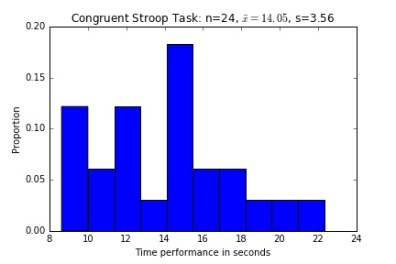 Congruent Stroop Task: n=24, x̄ = 14.05, s=3.56
0.20
0.15
0.10
0.05
0.00
Proportion
8 10 12 14 16 18 20 22 24
Time performance in seconds